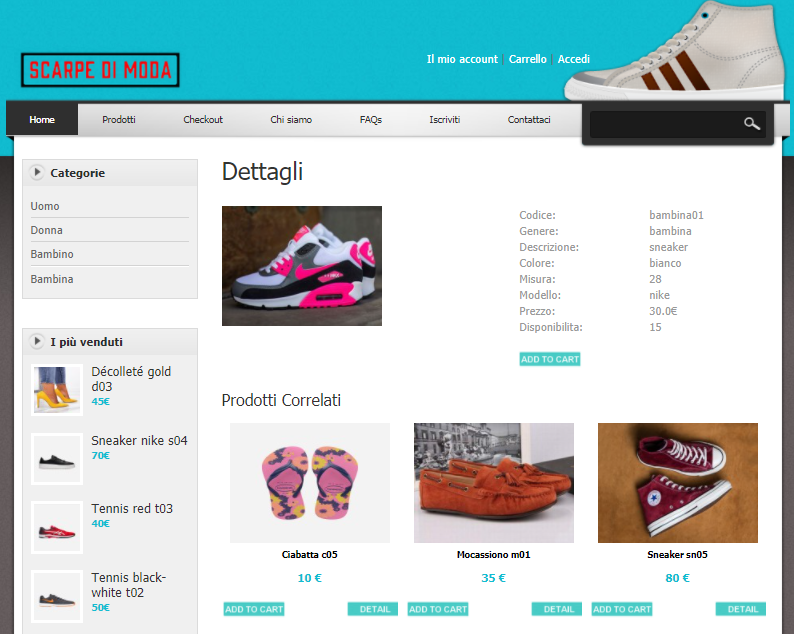 Il mio account | Carrello | Accedi
SCARPE DI MODA
Home Prodotti Checkout Chi siamo FAQs Iscriviti Contattaci
Categorie
Uomo
Donna
Bambino
Bambina
I più venduti
Décolleté gold
d03
45€
Sneaker nike s04
70€
Tennis red t03
40€
Tennis black-
white t02
50€
Dettagli
Codice: bambina01
Genere: bambina
Descrizione: sneaker
Colore: bianco
Misura: 28
Modello: nike
Prezzo: 30.0€
Disponibilita: 15
ADD TO CART
Prodotti Correlati
Ciabatta c05
10 €
ADD TO CART DETAIL
Mocassiono m01
35 €
ADD TO CART DETAIL
Sneaker sn05
80 €
ADD TO CART DETAIL